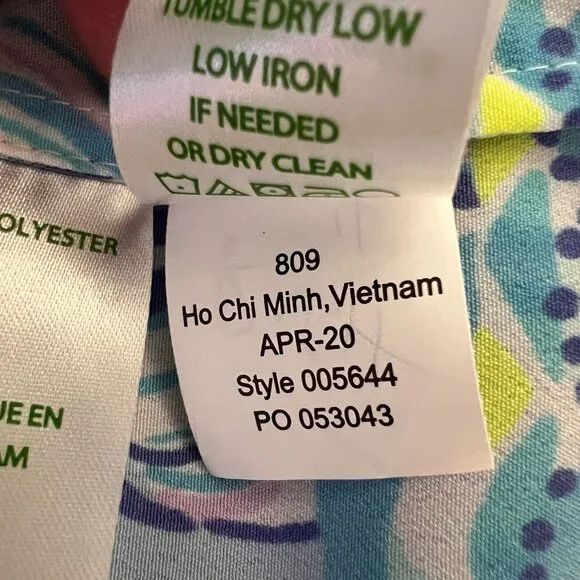 TUMBLE DRY LOW
LOW IRON
IF NEEDED
OR DRY CLEAN
OLYESTER
UE EN
AM
809
Ho Chi Minh, Vietnam
APR-20
Style 005644
PO 053043